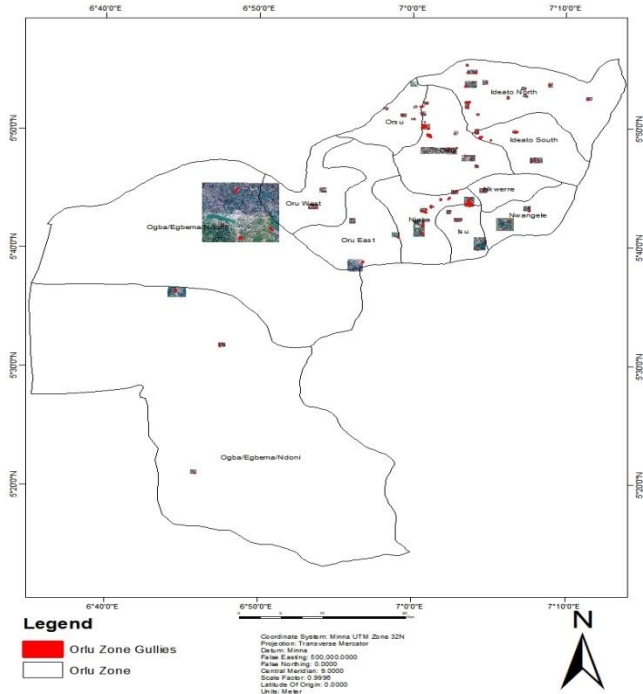 6°40'0"E 6°50'0"E 7°0'0"E 7°10'0"E
Ideato North
Orsu
5°50'0"N 5°50'0"N
Ideato South
Nkwerre
Oru West
Nwangele
Njaba
Ogba/Egbema/Ndoni
Isu
Oru East
5°40'0"N 5°40'0"N
5°30'0"N 5°30'0"N
Ogba/Egbema/Ndoni
5°20'0"N 5°20'0"N
6°40'0"E 6°50'0"E 7°0'0"E 7°10'0"E
Legend
Orlu Zone Gullies
Orlu Zone
Coordinate System: Minna UTM Zone 32N
Projection: Transverse Mercator
Datum: Minna
False Easting: 500,000.0000
False Northing: 0.0000
Central Meridian: 9.0000
Scale Factor: 0.9996
Latitude Of Origin: 0.0000
Units: Meter
N